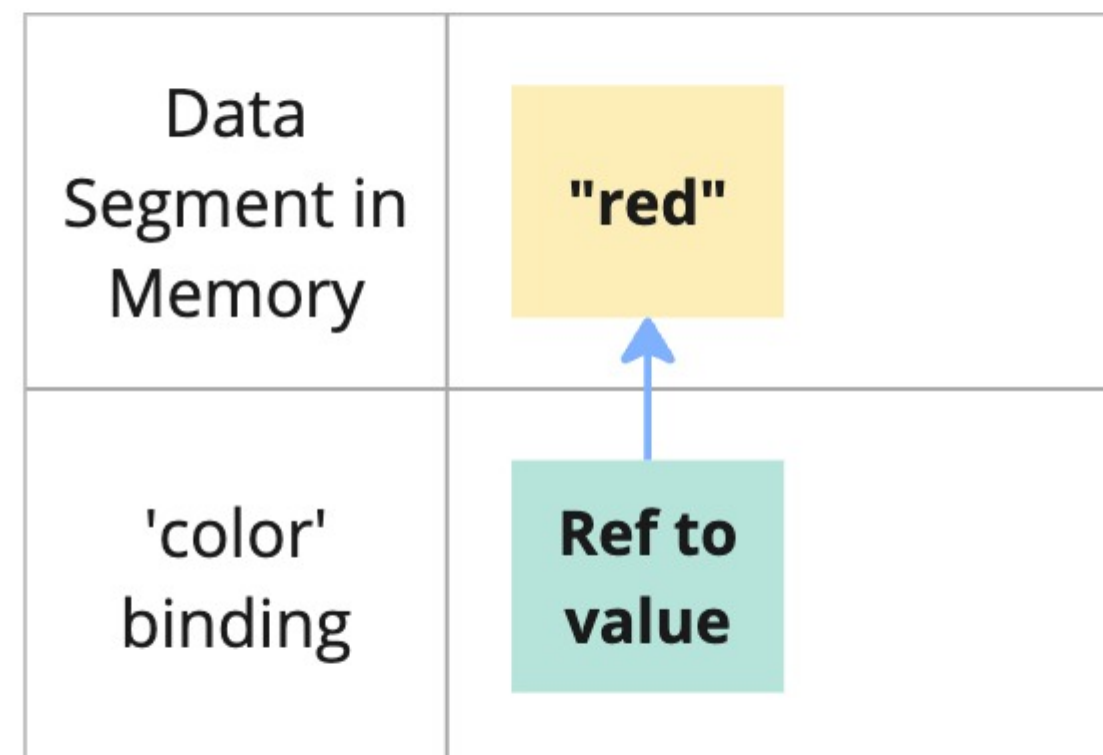 Data
Segment in
Memory
"red"
'color'
binding
Ref to
value